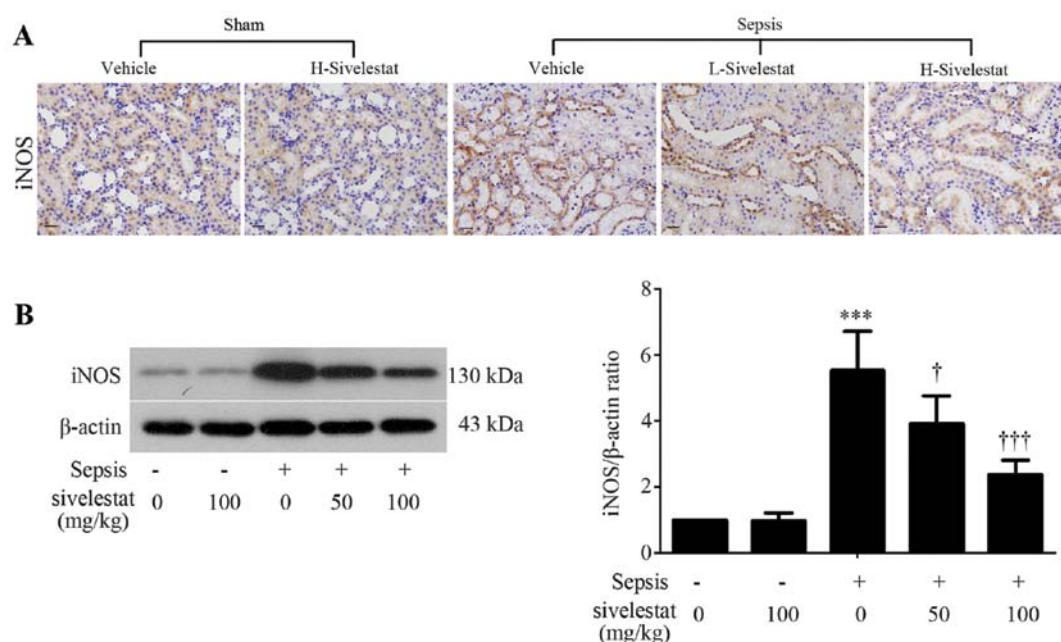 A
Sham
Sepsis
Vehicle
H-Sivelestat
Vehicle
L-Sivelestat
H-Sivelestat
iNOS
B
iNOS
130 kDa
β-actin
43 kDa
Sepsis - - + + +
sivelestat 0 100 0 50 100
(mg/kg)
iNOS/β-actin ratio
8
6
4
2
0
***
†
†††
Sepsis - - + + +
sivelestat 0 100 0 50 100
(mg/kg)